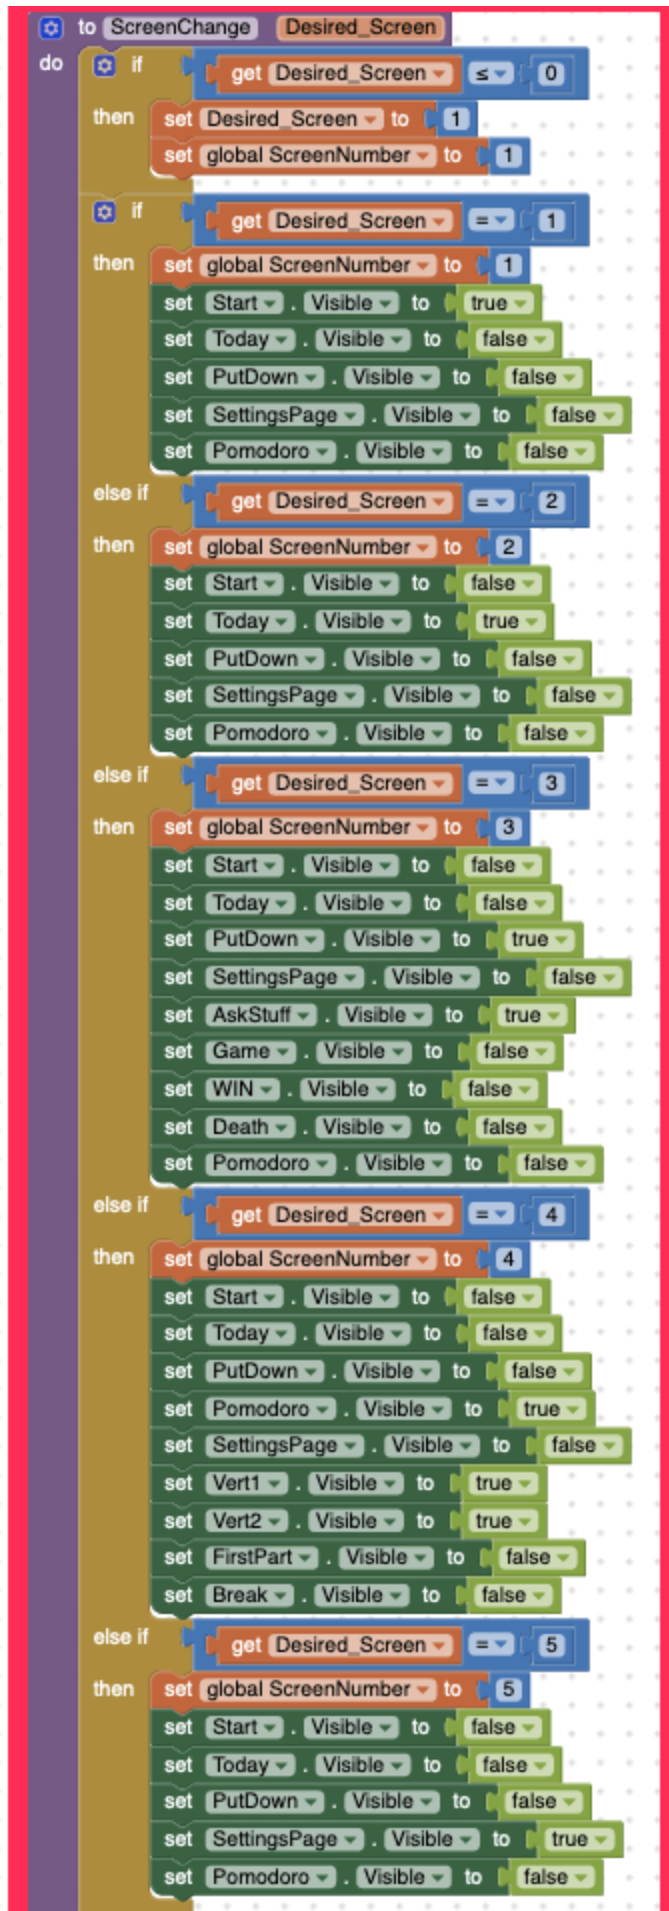 to ScreenChange Desired_Screen
do if get Desired_Screen ≤ 0
then set Desired_Screen to 1
set global ScreenNumber to 1
if get Desired_Screen = 1
then set global ScreenNumber to 1
set Start . Visible to true
set Today . Visible to false
set PutDown . Visible to false
set SettingsPage . Visible to false
set Pomodoro . Visible to false
else if get Desired_Screen = 2
then set global ScreenNumber to 2
set Start . Visible to false
set Today . Visible to true
set PutDown . Visible to false
set SettingsPage . Visible to false
set Pomodoro . Visible to false
else if get Desired_Screen = 3
then set global ScreenNumber to 3
set Start . Visible to false
set Today . Visible to false
set PutDown . Visible to true
set SettingsPage . Visible to false
set AskStuff . Visible to true
set Game . Visible to false
set WIN . Visible to false
set Death . Visible to false
set Pomodoro . Visible to false
else if get Desired_Screen = 4
then set global ScreenNumber to 4
set Start . Visible to false
set Today . Visible to false
set PutDown . Visible to false
set Pomodoro . Visible to true
set SettingsPage . Visible to false
set Vert1 . Visible to true
set Vert2 . Visible to true
set FirstPart . Visible to false
set Break . Visible to false
else if get Desired_Screen = 5
then set global ScreenNumber to 5
set Start . Visible to false
set Today . Visible to false
set PutDown . Visible to false
set SettingsPage . Visible to true
set Pomodoro . Visible to false